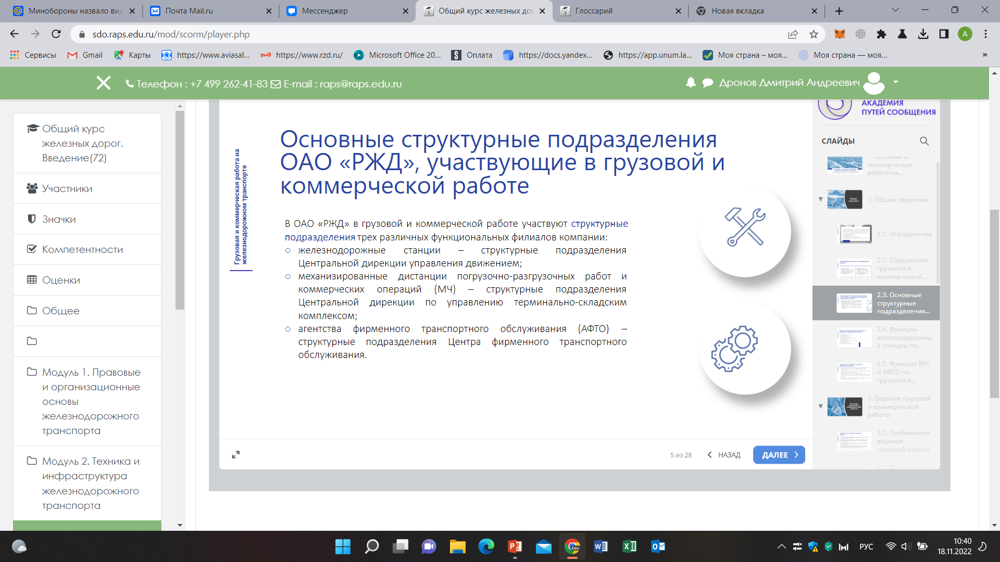 Минобороны назвало вид
Почта Mail.ru
Мессенджер
Общий курс железных дор
Глоссарий
Новая вкладка
sdo.raps.edu.ru/mod/scorm/player.php
A
Сервисы
Gmail
Карты
https://www.aviasal...
https://www.rzd.ru/
Microsoft Office 20...
Оплата
https://docs.yandex...
https://app.unum.la...
Моя страна – моя...
Моя страна — моя...
»
Телефон : +7 499 262-41-83 E-mail : raps@raps.edu.ru
Дронов Дмитрий Андреевич
Общий курс
железных дорог.
Введение(72)
Участники
Значки
Компетентности
Оценки
Общее
Модуль 1. Правовые
и организационные
основы
железнодорожного
транспорта
Модуль 2. Техника и
инфраструктура
железнодорожного
транспорта
Грузовая и коммерческая работа на
железнодорожном транспорте
Основные структурные подразделения
ОАО «РЖД», участвующие в грузовой и
коммерческой работе
В ОАО «РЖД» в грузовой и коммерческой работе участвуют структурные
подразделения трех различных функциональных филиалов компании:
○ железнодорожные станции – структурные подразделения
Центральной дирекции управления движением;
○ механизированные дистанции погрузочно-разгрузочных работ и
коммерческих операций (МЧ) – структурные подразделения
Центральной дирекции по управлению терминально-складским
комплексом;
○ агентства фирменного транспортного обслуживания (АФТО) –
структурные подразделения Центра фирменного транспортного
обслуживания.
5 из 28
НАЗАД
ДАЛЕЕ
АКАДЕМИЯ
ПУТЕЙ СООБЩЕНИЯ
СЛАЙДЫ
1. Грузовая и
коммерческая
работа на...
2. Общие сведения
2.1. Определение
2.2. Содержание
грузовой и
коммерческой...
2.3. Основные
структурные
подразделения...
2.4. Функции
железнодорожны
х станции по...
2.5. Функции МЧ
и АФТО по
грузовой и...
3. Ведение грузовой
и коммерческой
работы
3.1. Особенности
ведения
грузовой работы
Dev
РУС
10:40
18.11.2022